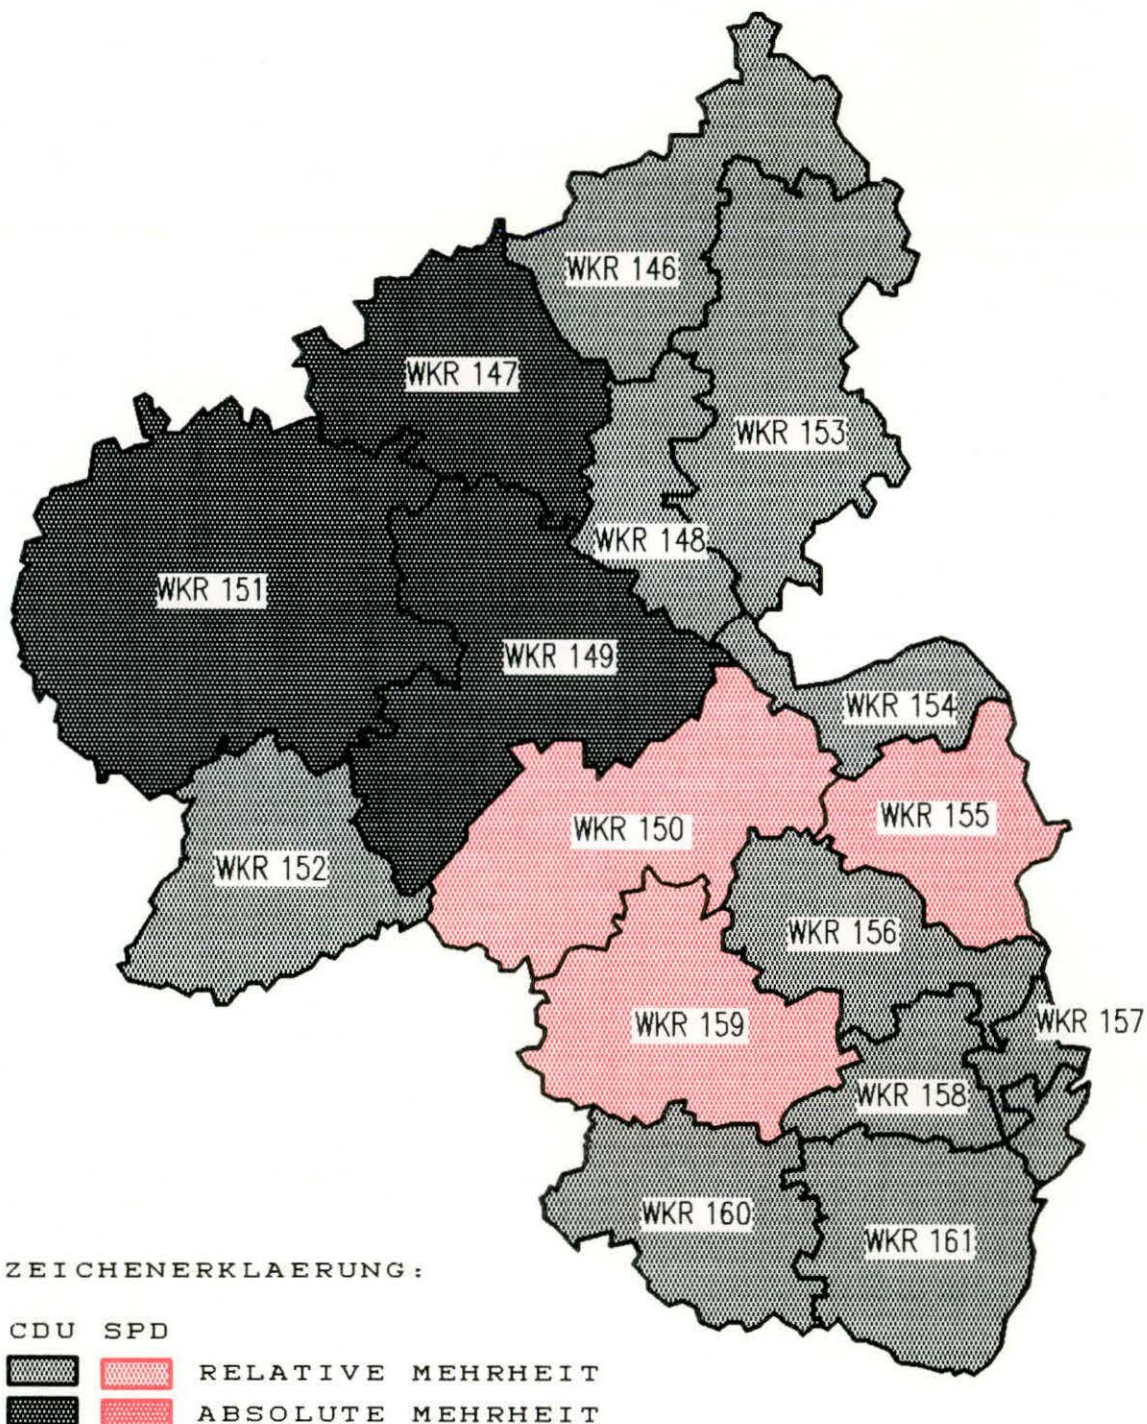 WKR 146
WKR 147
WKR 153
WKR 148
WKR 151
WKR 149
WKR 154
WKR 150
WKR 155
WKR 152
WKR 156
WKR 159
WKR 157
WKR 158
WKR 160
WKR 161
ZEICHENERKLAERUNG:
CDU SPD
RELATIVE MEHRHEIT
ABSOLUTE MEHRHEIT